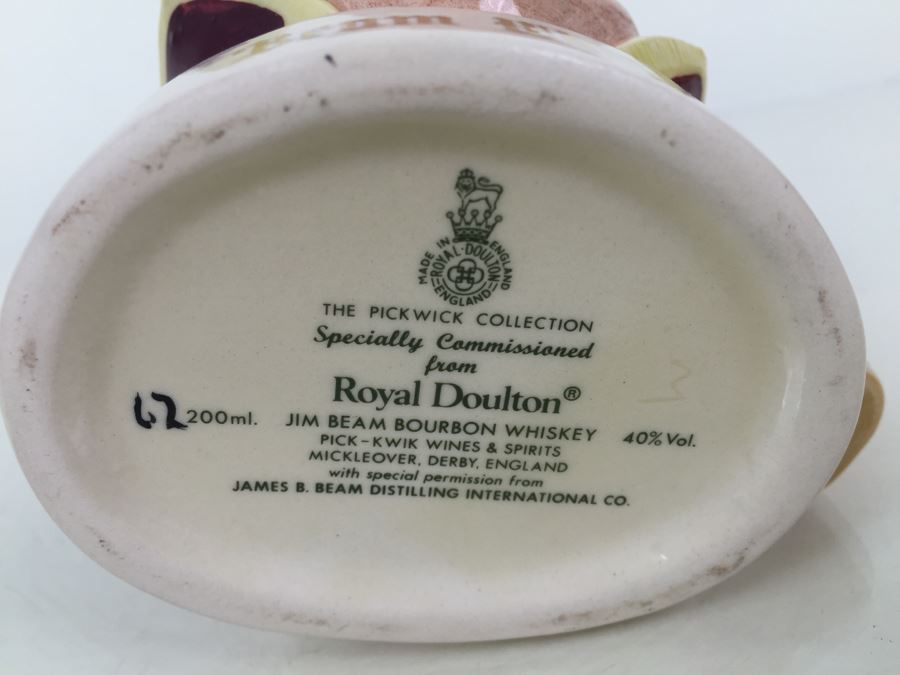 Beam
MADE IN ENGLAND
ROYAL·DOULTON
ENGLAND
THE PICKWICK COLLECTION
Specially Commissioned
from
Royal Doulton®
62 200ml. JIM BEAM BOURBON WHISKEY 40% Vol.
PICK-KWIK WINES & SPIRITS
MICKLEOVER, DERBY, ENGLAND
with special permission from
JAMES B. BEAM DISTILLING INTERNATIONAL CO.